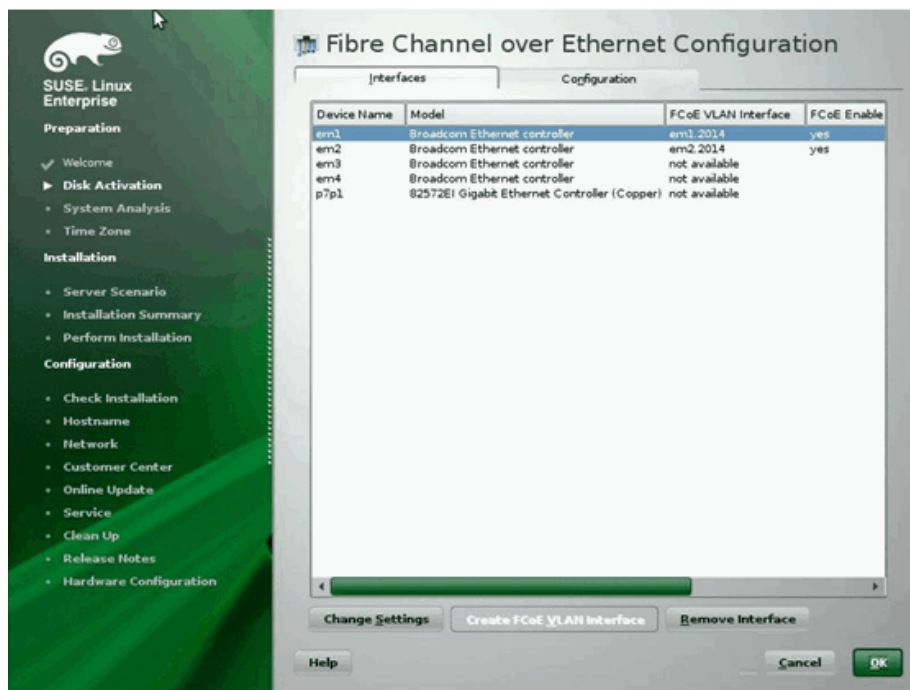 SUSE. Linux
Enterprise
Preparation
Welcome
Disk Activation
System Analysis
Time Zone
Installation
Server Scenario
Installation Summary
Perform Installation
Configuration
Check Installation
Hostname
Network
Customer Center
Online Update
Service
Clean Up
Release Notes
Hardware Configuration
Fibre Channel over Ethernet Configuration
Interfaces Configuration
Device Name Model FCoE VLAN Interface FCoE Enable
em1 Broadcom Ethernet controller em1.2014 yes
em2 Broadcom Ethernet controller em2.2014 yes
em3 Broadcom Ethernet controller not available
em4 Broadcom Ethernet controller not available
p7p1 82572EI Gigabit Ethernet Controller (Copper) not available
Change Settings Create FCoE VLAN Interface Remove Interface
Help Cancel OK